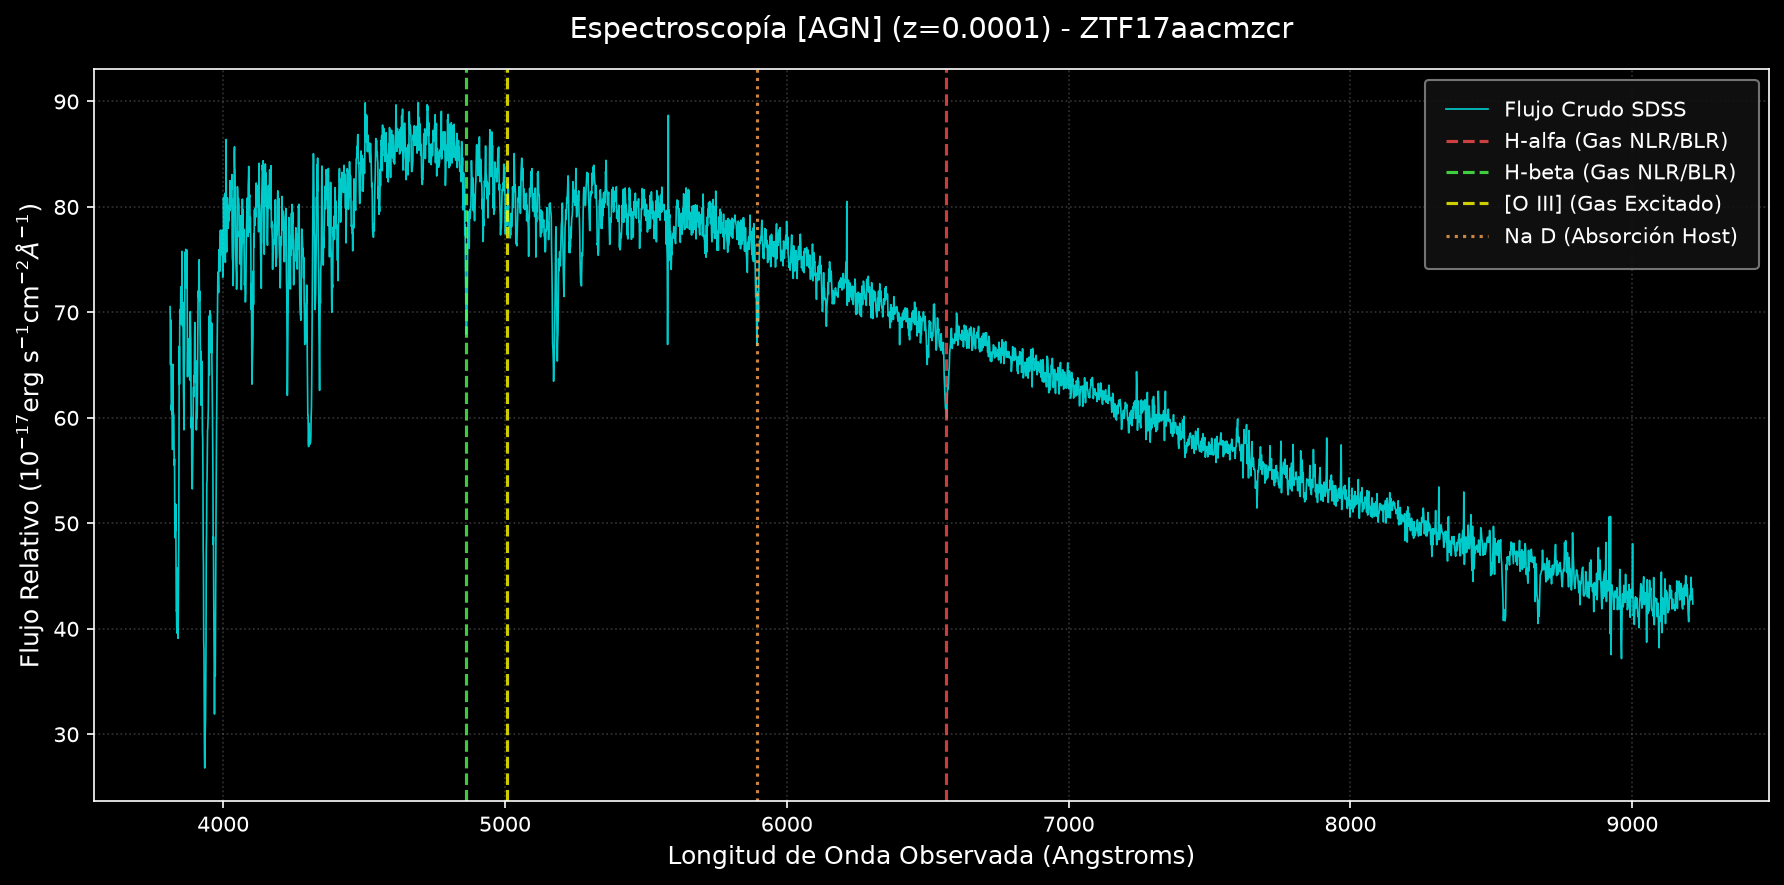 Espectroscopía [AGN] (z=0.0001) - ZTF17aacmzcr
Flujo Crudo SDSS
H-alfa (Gas NLR/BLR)
H-beta (Gas NLR/BLR)
[O III] (Gas Excitado)
Na D (Absorción Host)
Flujo Relativo (10⁻¹⁷erg s⁻¹cm⁻²Å⁻¹)
90
80
70
60
50
40
30
4000 5000 6000 7000 8000 9000
Longitud de Onda Observada (Angstroms)